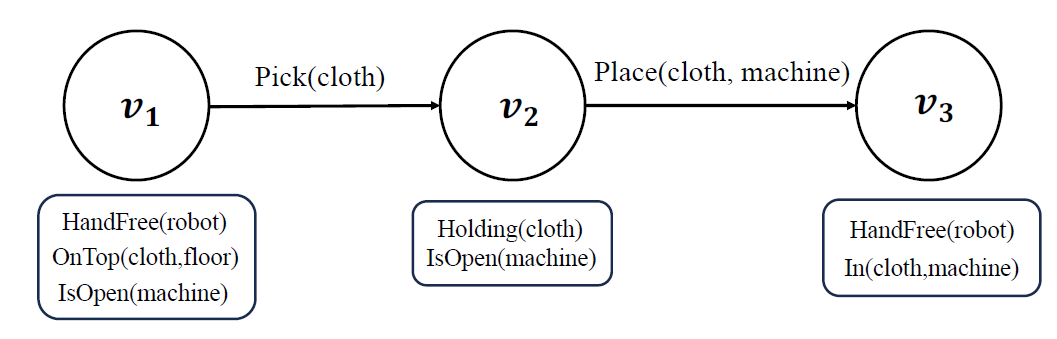 Pick(cloth)
Place(cloth, machine)
v1
v2
v3
HandFree(robot)
OnTop(cloth,floor)
IsOpen(machine)
Holding(cloth)
IsOpen(machine)
HandFree(robot)
In(cloth,machine)